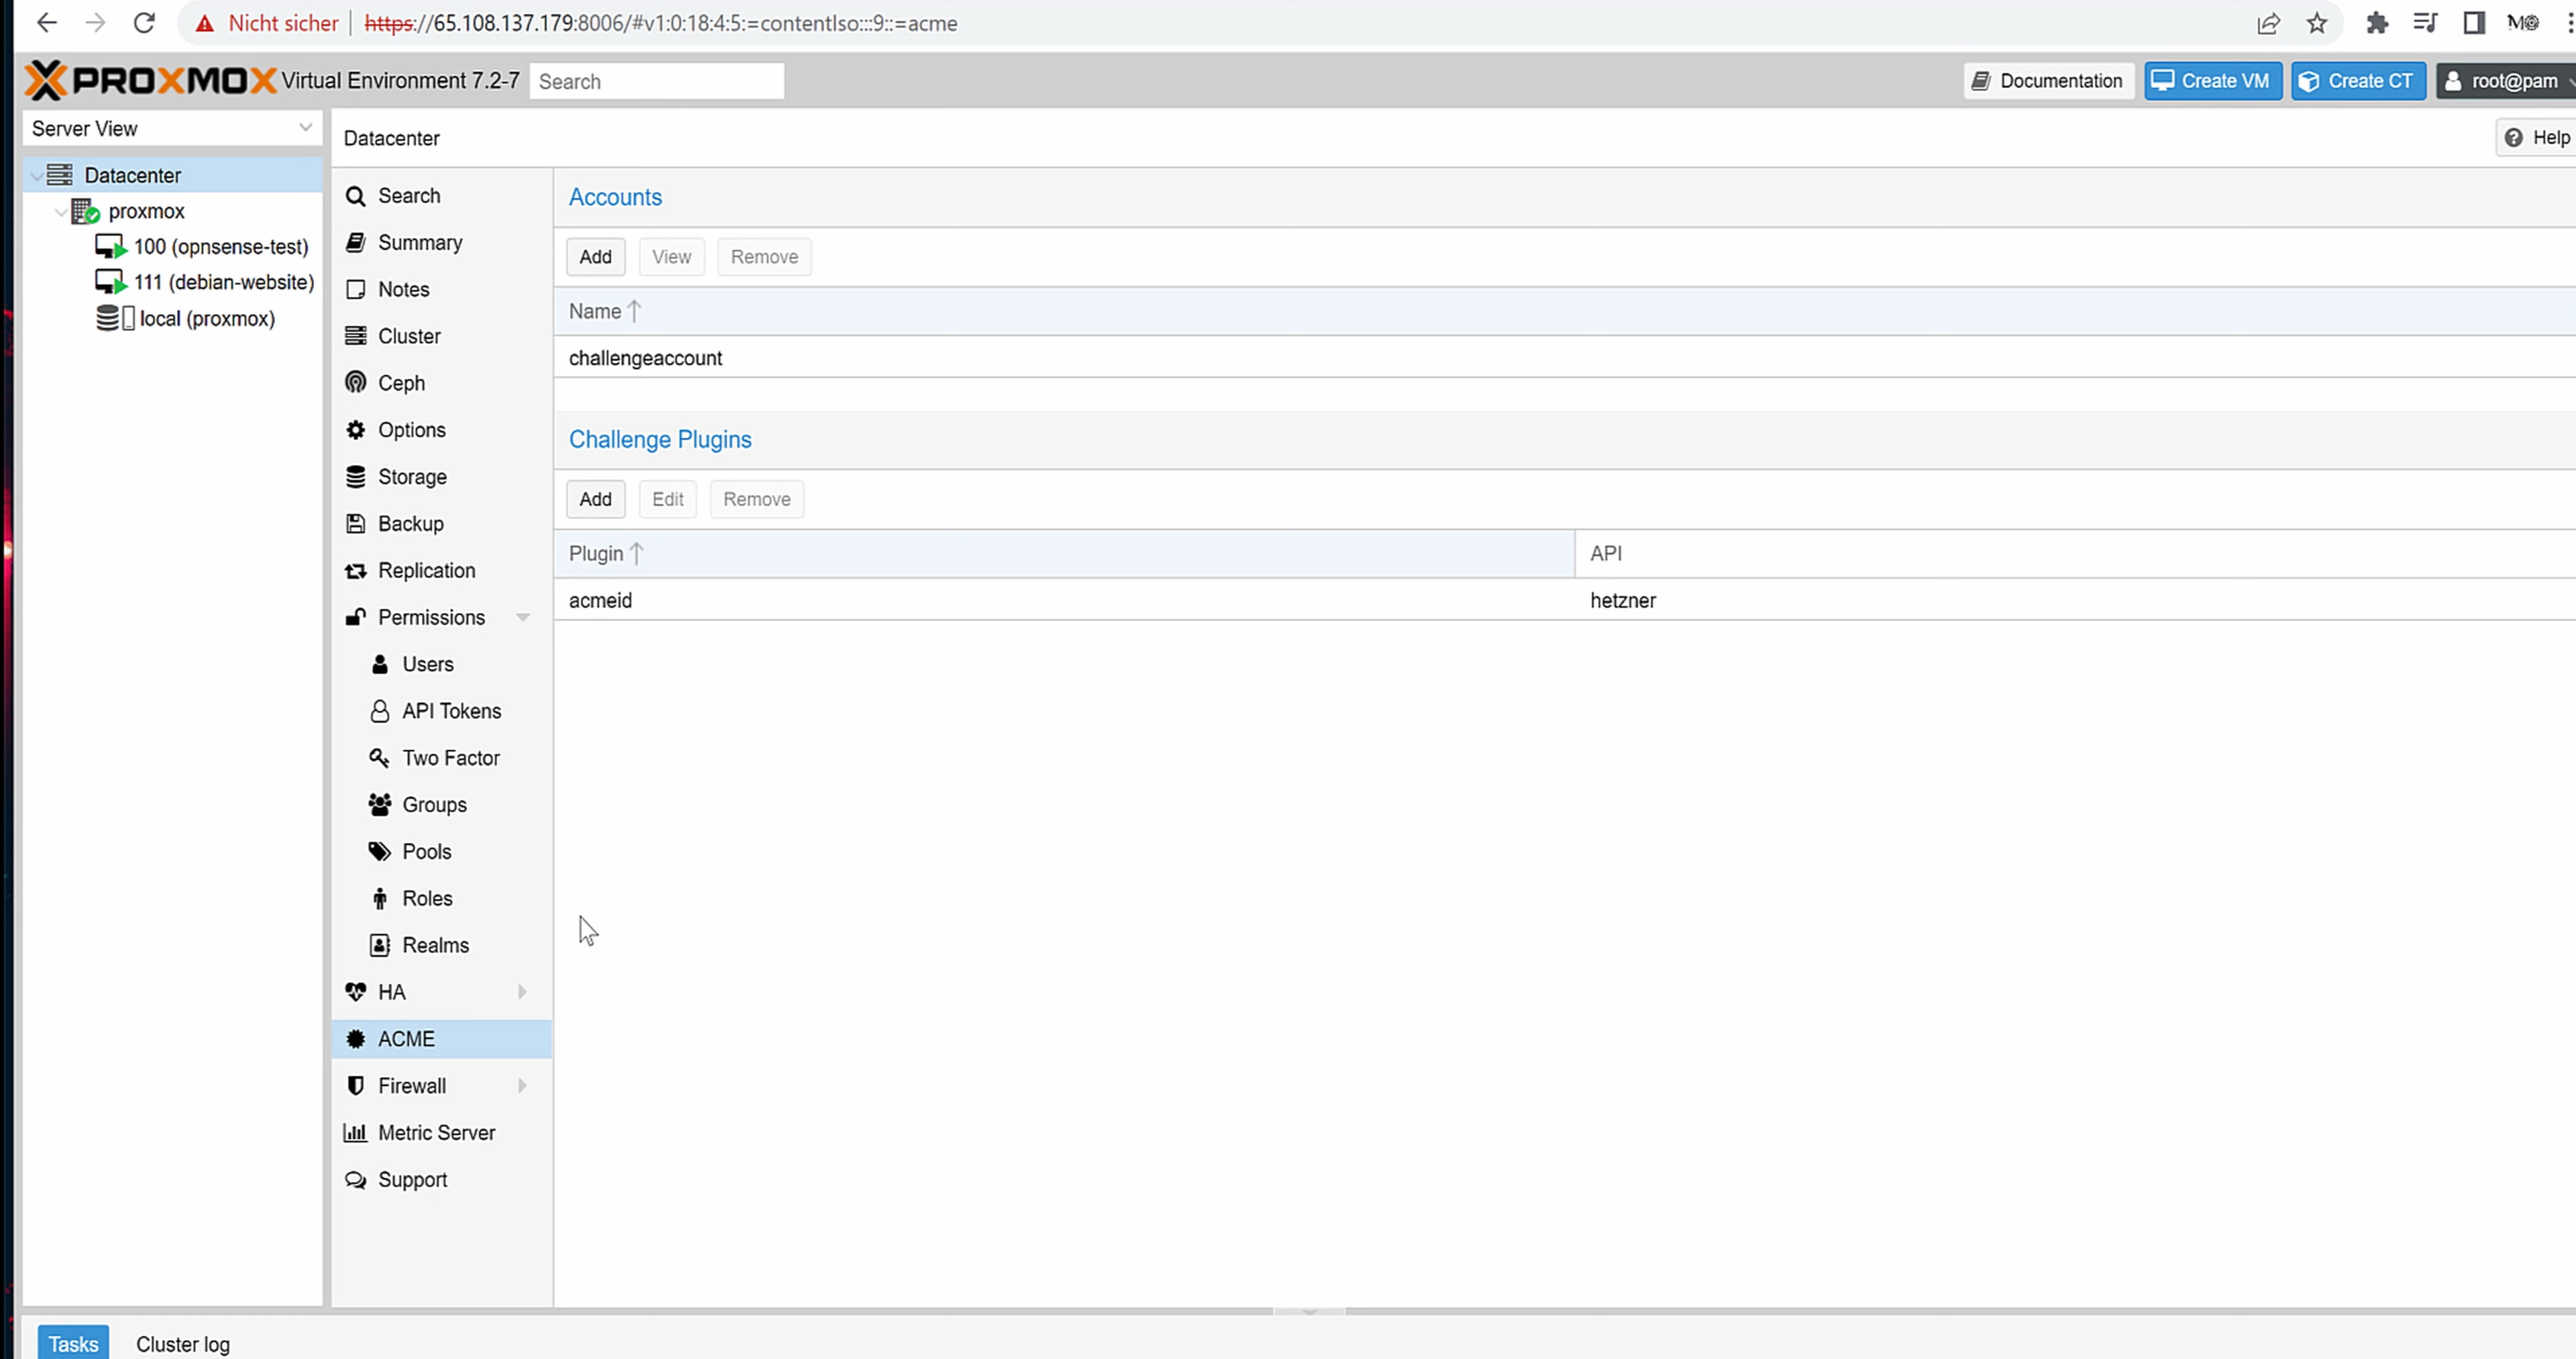 Nicht sicher https://65.108.137.179:8006/#v1:0:18:4:5:=contentIso:::9::=acme
PROXMOX Virtual Environment 7.2-7 Search Documentation Create VM Create CT root@pam
Server View
Datacenter
proxmox
100 (opnsense-test)
111 (debian-website)
local (proxmox)
Datacenter Help
Search
Summary
Notes
Cluster
Ceph
Options
Storage
Backup
Replication
Permissions
Users
API Tokens
Two Factor
Groups
Pools
Roles
Realms
HA
ACME
Firewall
Metric Server
Support
Accounts
Add View Remove
Name
challengeaccount
Challenge Plugins
Add Edit Remove
Plugin API
acmeid hetzner
Tasks Cluster log